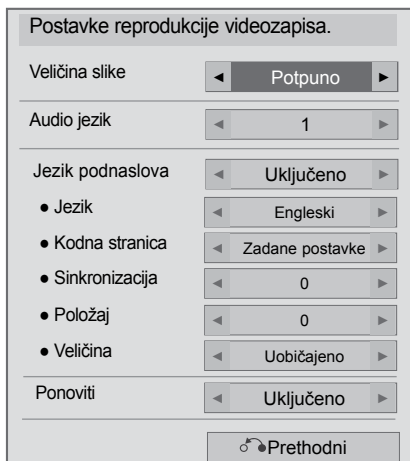 Postavke reprodukcije videozapisa.
Veličina slike ◄ Potpuno ►
Audio jezik ◄ 1 ►
Jezik podnaslova ◄ Uključeno ►
● Jezik ◄ Engleski ►
● Kodna stranica ◄ Zadane postavke ►
● Sinkronizacija ◄ 0 ►
● Položaj ◄ 0 ►
● Veličina ◄ Uobičajeno ►
Ponoviti ◄ Uključeno ►
Prethodni